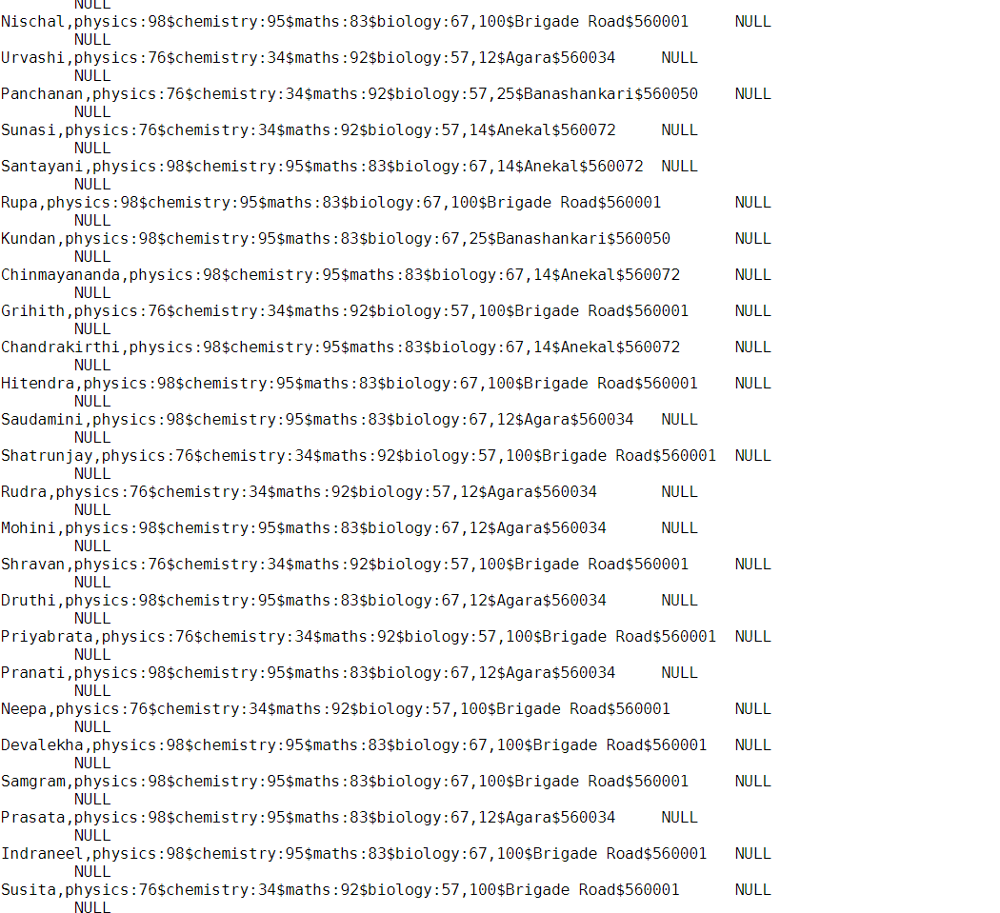 NULL
Nischal,physics:98$chemistry:95$maths:83$biology:67,100$Brigade Road$560001 NULL
NULL
Urvashi,physics:76$chemistry:34$maths:92$biology:57,12$Agara$560034 NULL
NULL
Panchanan,physics:76$chemistry:34$maths:92$biology:57,25$Banashankari$560050 NULL
NULL
Sunasi,physics:76$chemistry:34$maths:92$biology:57,14$Anekal$560072 NULL
NULL
Santayani,physics:98$chemistry:95$maths:83$biology:67,14$Anekal$560072 NULL
NULL
Rupa,physics:98$chemistry:95$maths:83$biology:67,100$Brigade Road$560001 NULL
NULL
Kundan,physics:98$chemistry:95$maths:83$biology:67,25$Banashankari$560050 NULL
NULL
Chinmayananda,physics:98$chemistry:95$maths:83$biology:67,14$Anekal$560072 NULL
NULL
Grihith,physics:76$chemistry:34$maths:92$biology:57,100$Brigade Road$560001 NULL
NULL
Chandrakirthi,physics:98$chemistry:95$maths:83$biology:67,14$Anekal$560072 NULL
NULL
Hitendra,physics:98$chemistry:95$maths:83$biology:67,100$Brigade Road$560001 NULL
NULL
Saudamini,physics:98$chemistry:95$maths:83$biology:67,12$Agara$560034 NULL
NULL
Shatrunjay,physics:76$chemistry:34$maths:92$biology:57,100$Brigade Road$560001 NULL
NULL
Rudra,physics:76$chemistry:34$maths:92$biology:57,12$Agara$560034 NULL
NULL
Mohini,physics:98$chemistry:95$maths:83$biology:67,12$Agara$560034 NULL
NULL
Shravan,physics:76$chemistry:34$maths:92$biology:57,100$Brigade Road$560001 NULL
NULL
Druthi,physics:98$chemistry:95$maths:83$biology:67,12$Agara$560034 NULL
NULL
Priyabrata,physics:76$chemistry:34$maths:92$biology:57,100$Brigade Road$560001 NULL
NULL
Pranati,physics:98$chemistry:95$maths:83$biology:67,12$Agara$560034 NULL
NULL
Neepa,physics:76$chemistry:34$maths:92$biology:57,100$Brigade Road$560001 NULL
NULL
Devalekha,physics:98$chemistry:95$maths:83$biology:67,100$Brigade Road$560001 NULL
NULL
Samgram,physics:98$chemistry:95$maths:83$biology:67,100$Brigade Road$560001 NULL
NULL
Prasata,physics:98$chemistry:95$maths:83$biology:67,12$Agara$560034 NULL
NULL
Indraneel,physics:98$chemistry:95$maths:83$biology:67,100$Brigade Road$560001 NULL
NULL
Susita,physics:76$chemistry:34$maths:92$biology:57,100$Brigade Road$560001 NULL
NULL